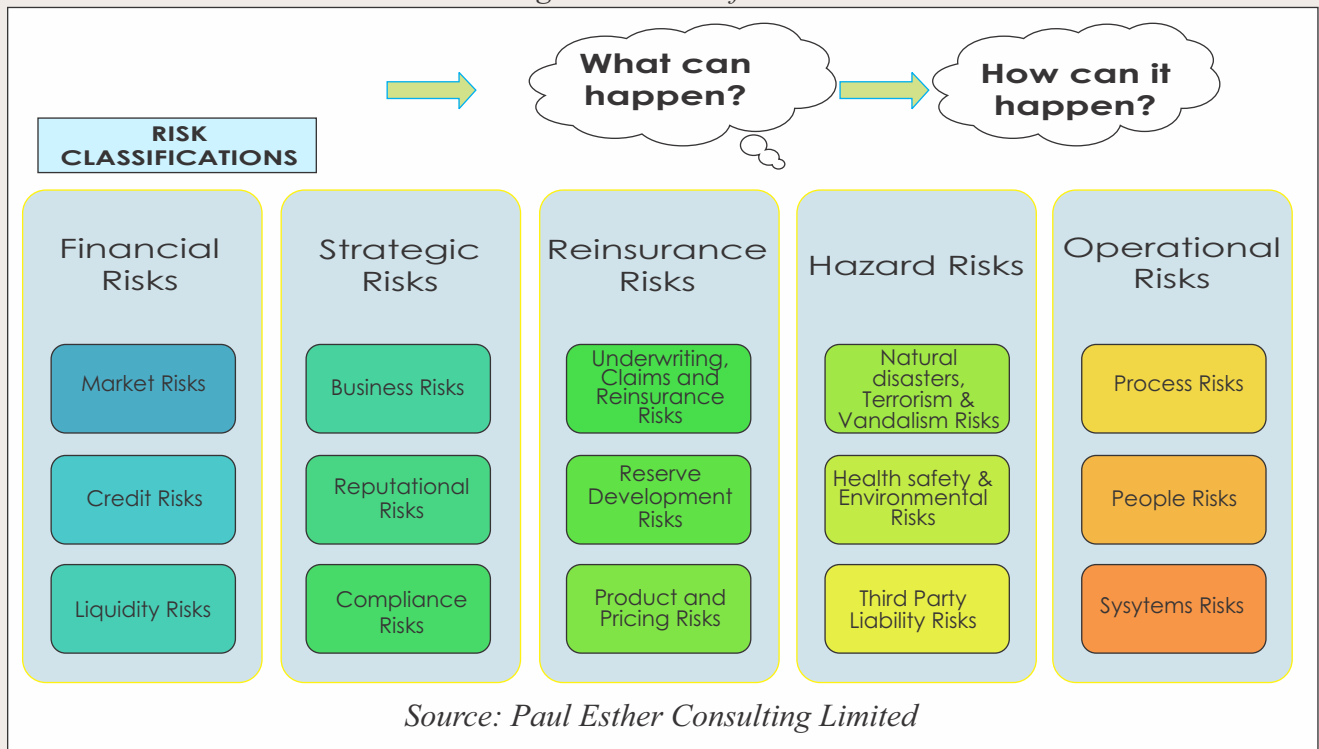 What can
happen?
How can it
happen?
RISK
CLASSIFICATIONS
Financial
Risks
Market Risks
Credit Risks
Liquidity Risks
Strategic
Risks
Business Risks
Reputational
Risks
Compliance
Risks
Reinsurance
Risks
Underwriting,
Claims and
Reinsurance
Risks
Reserve
Development
Risks
Product and
Pricing Risks
Hazard Risks
Natural
disasters,
Terrorism &
Vandalism Risks
Health safety &
Environmental
Risks
Third Party
Liability Risks
Operational
Risks
Process Risks
People Risks
Sysytems Risks
Source: Paul Esther Consulting Limited